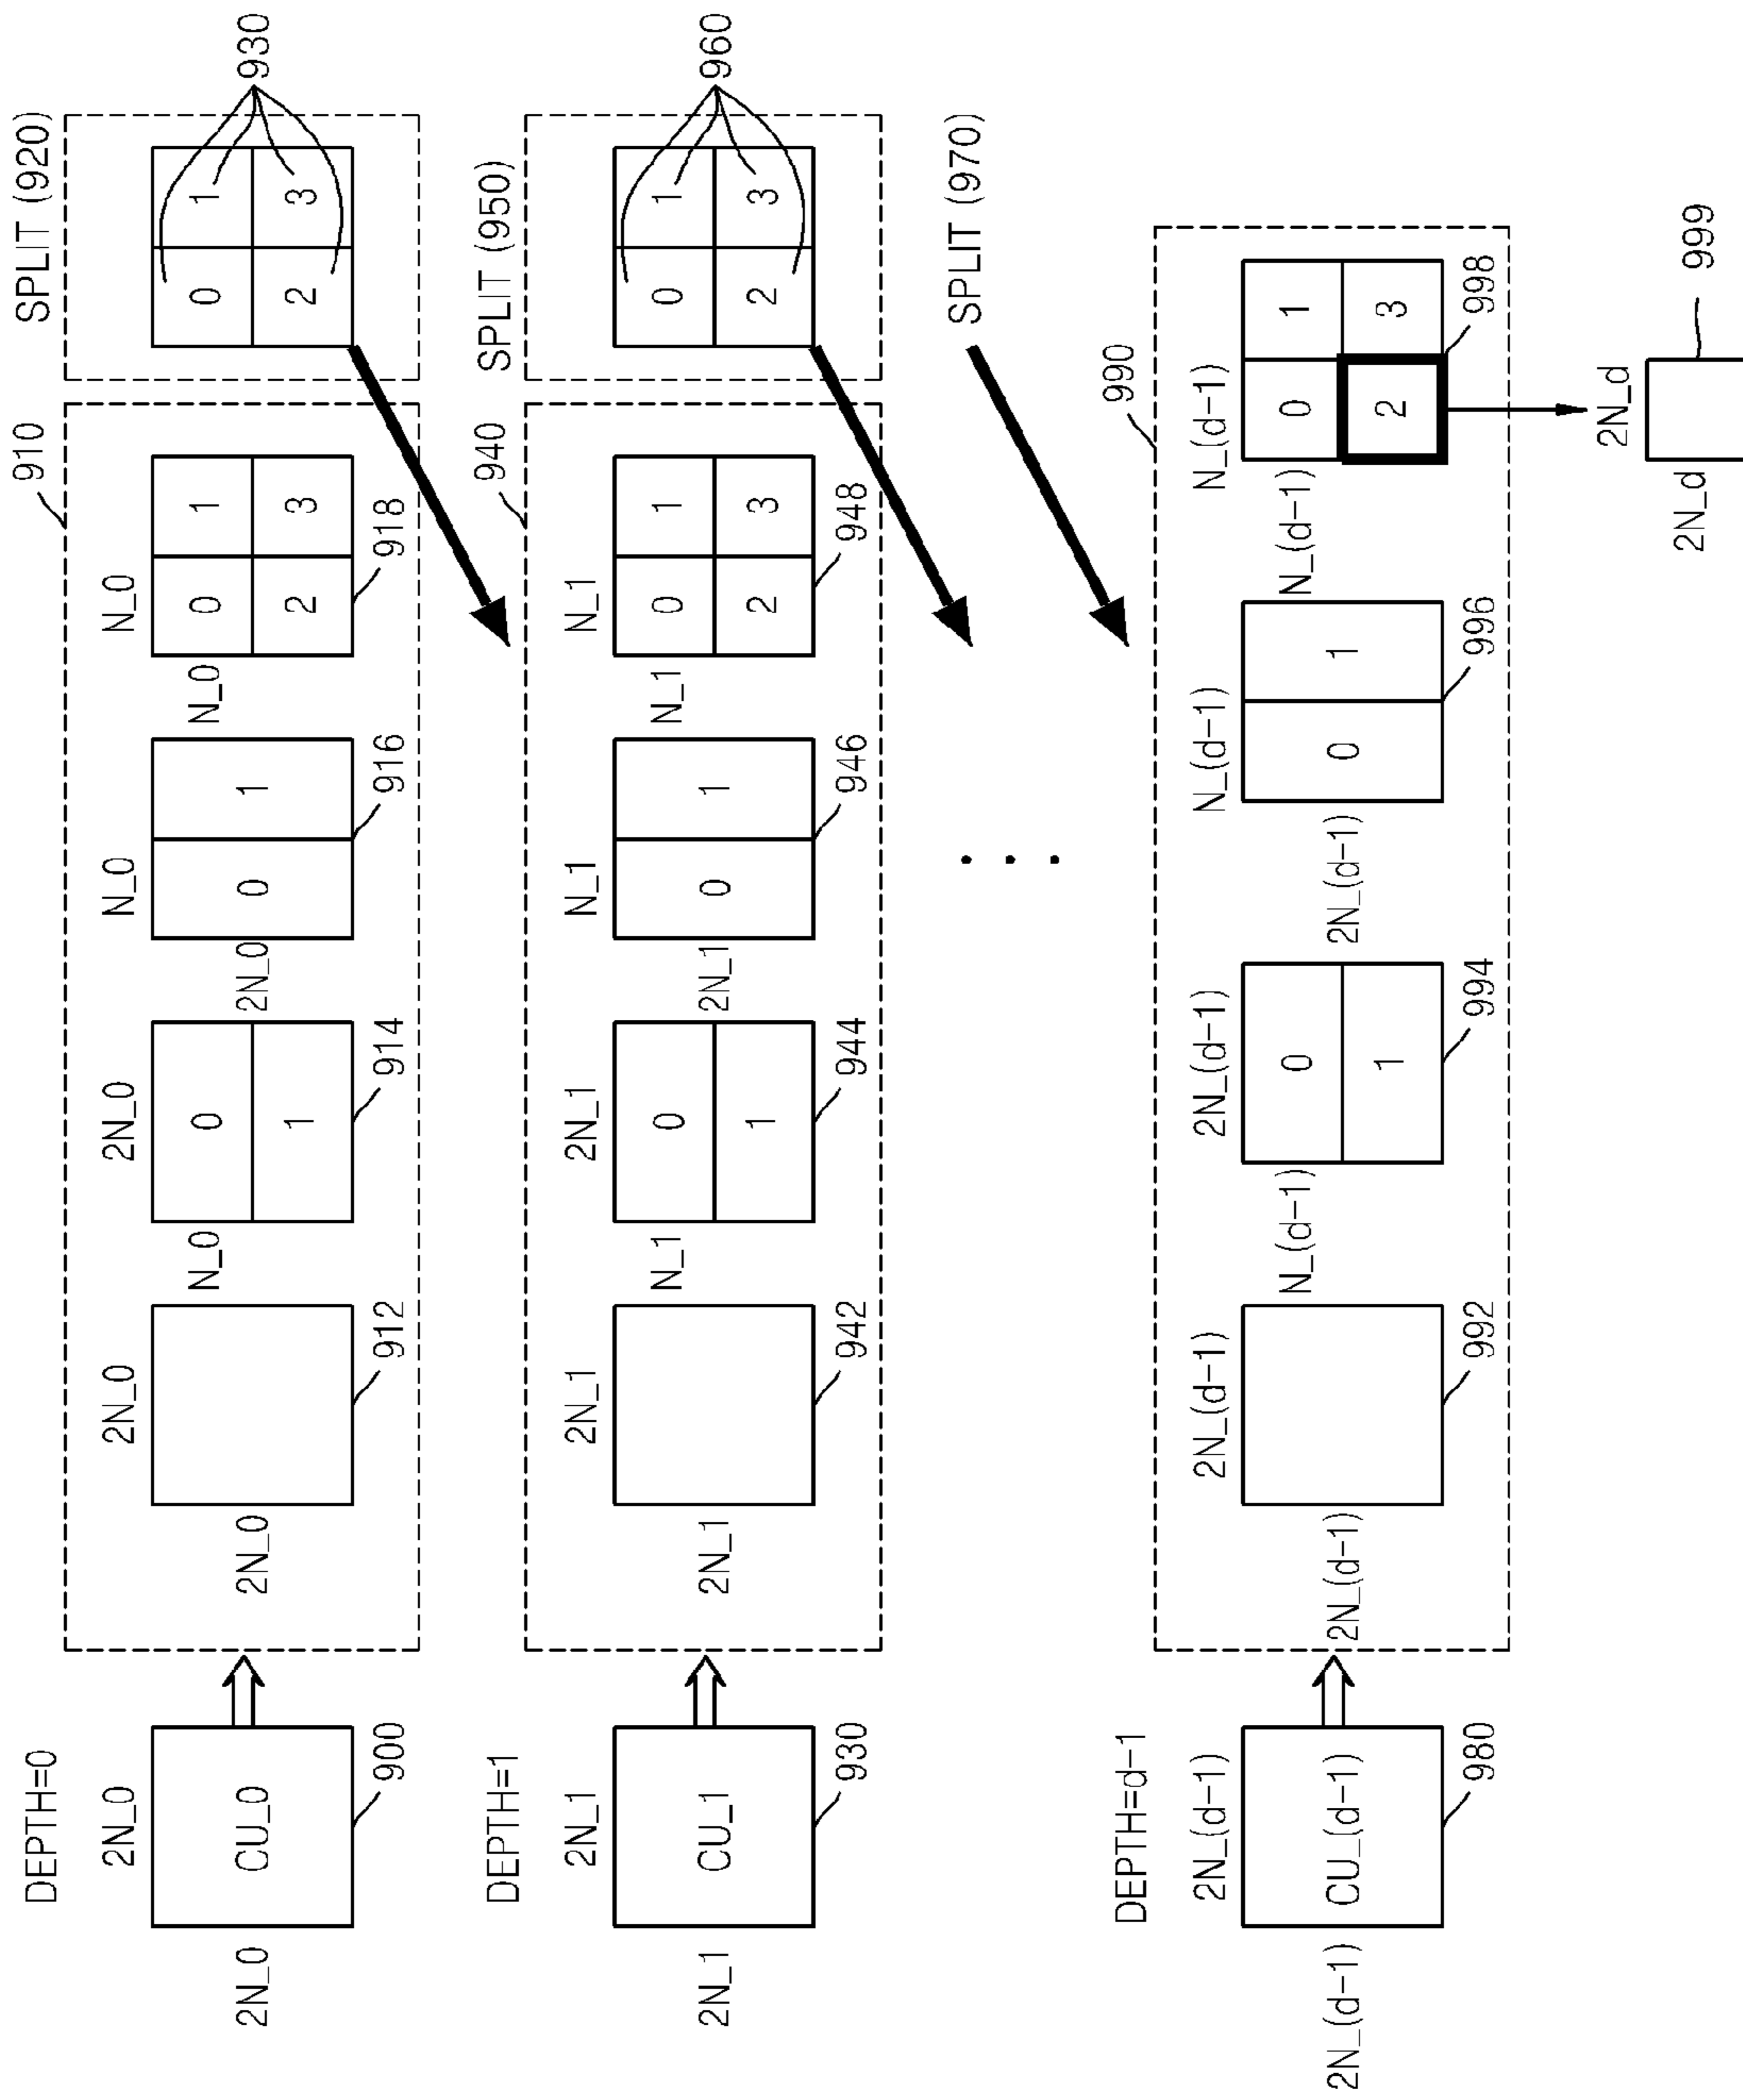 DEPTH=0
2N_0
2N_0
CU_0
900
910
2N_0
2N_0
912
2N_0
N_0
0
1
914
N_0
2N_0
0
1
916
N_0
N_0
0
1
2
3
918
SPLIT (920)
0
1
2
3
930
DEPTH=1
2N_1
2N_1
CU_1
930
940
2N_1
2N_1
942
2N_1
N_1
0
1
944
N_1
2N_1
0
1
946
N_1
N_1
0
1
2
3
948
SPLIT (950)
0
1
2
3
960
SPLIT (970)
DEPTH=d-1
2N_(d-1)
2N_(d-1)
CU_(d-1)
980
990
2N_(d-1)
2N_(d-1)
992
2N_(d-1)
N_(d-1)
0
1
994
N_(d-1)
2N_(d-1)
0
1
996
N_(d-1)
N_(d-1)
0
1
2
3
998
2N_d
2N_d
999